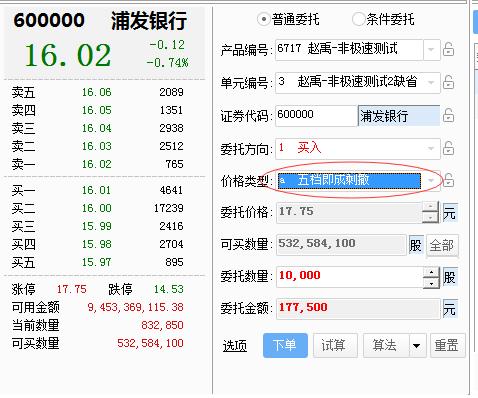 600000 浦发银行
16.02 -0.12
-0.74%
卖五 16.06 2089
卖四 16.05 1351
卖三 16.04 2938
卖二 16.03 2512
卖一 16.02 765
买一 16.01 4641
买二 16.00 17239
买三 15.99 2416
买四 15.98 2704
买五 15.97 895
涨停 17.75 跌停 14.53
可用金额 9,453,369,115.38
当前数量 832,850
可买数量 532,584,100
普通委托 条件委托
产品编号: 6717 赵禹-非极速测试
单元编号: 3 赵禹-非极速测试2缺省
证券代码: 600000 浦发银行
委托方向: 1 买入
价格类型: a 五档即成剩撤
委托价格: 17.75 元
可买数量: 532,584,100 股 全部
委托数量: 10,000 股
委托金额: 177,500 元
选项 下单 试算 算法 重置